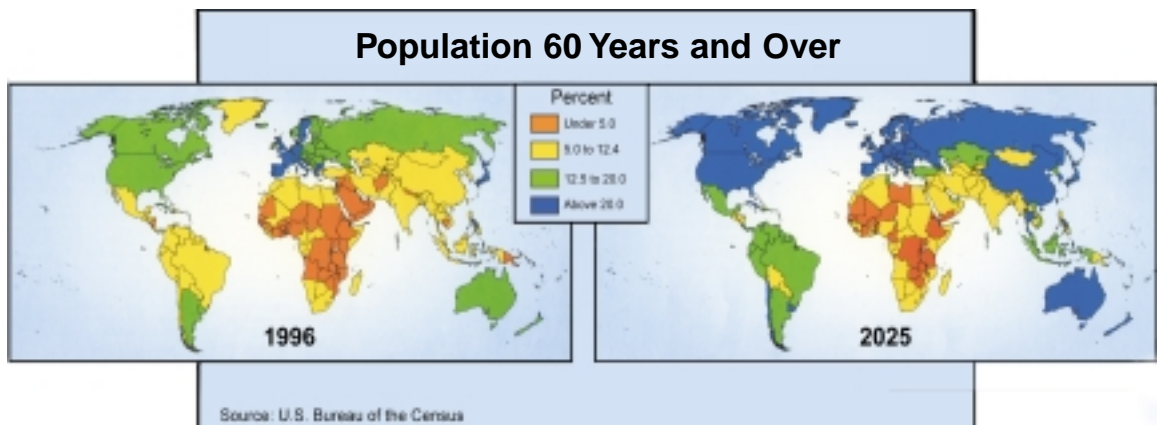 Population 60 Years and Over
Percent
Under 5.0
5.0 to 12.4
12.5 to 20.0
Above 20.0
1996
2025
Source: U.S. Bureau of the Census